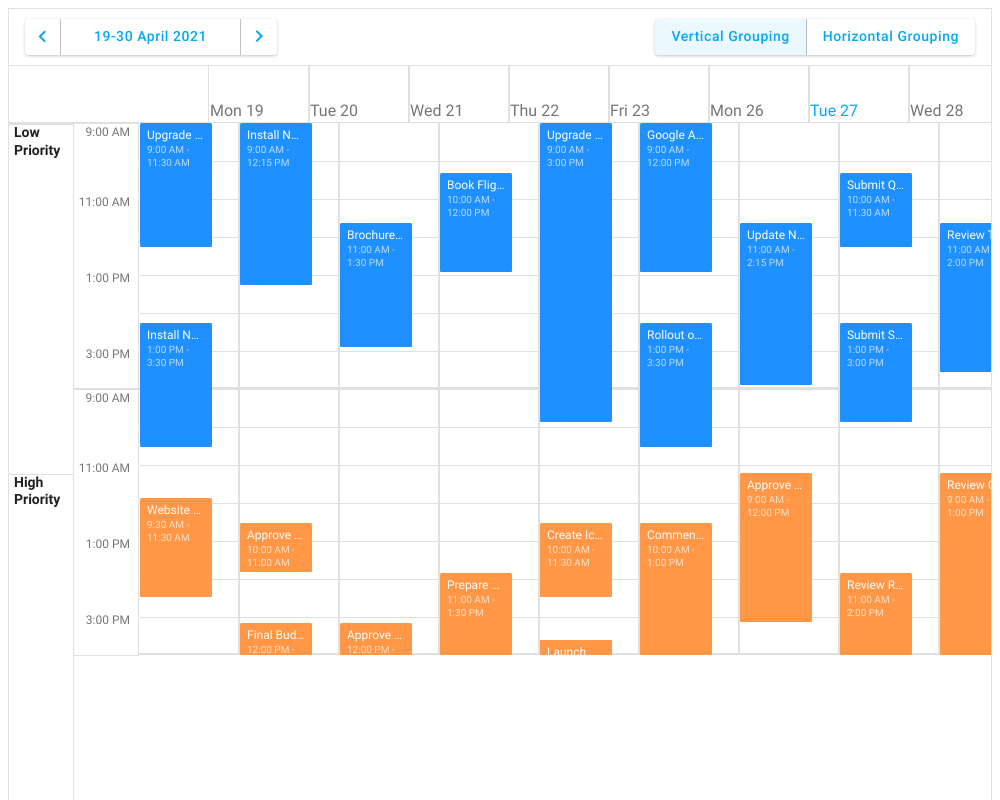 19-30 April 2021
Vertical Grouping
Horizontal Grouping
Mon 19
Tue 20
Wed 21
Thu 22
Fri 23
Mon 26
Tue 27
Wed 28
Low
Priority
9:00 AM
11:00 AM
1:00 PM
3:00 PM
Upgrade ...
9:00 AM -
11:30 AM
Install N...
9:00 AM -
12:15 PM
Upgrade ...
9:00 AM -
3:00 PM
Google A...
9:00 AM -
12:00 PM
Book Flig...
10:00 AM -
12:00 PM
Submit Q...
10:00 AM -
11:30 AM
Brochure...
11:00 AM -
1:30 PM
Update N...
11:00 AM -
2:15 PM
Review
11:00 AM
2:00 PM
Install N...
1:00 PM -
3:30 PM
Rollout o...
1:00 PM -
3:30 PM
Submit S...
1:00 PM -
3:00 PM
High
Priority
9:00 AM
11:00 AM
1:00 PM
3:00 PM
Approve ...
9:00 AM -
12:00 PM
Review
9:00 AM -
1:00 PM
Website ...
9:30 AM -
11:30 AM
Approve ...
10:00 AM -
11:00 AM
Create Ic...
10:00 AM -
11:30 AM
Commen...
10:00 AM -
1:00 PM
Prepare ...
11:00 AM -
1:30 PM
Review R...
11:00 AM -
2:00 PM
Final Bud...
12:00 PM -
Approve ...
12:00 PM -
Launch